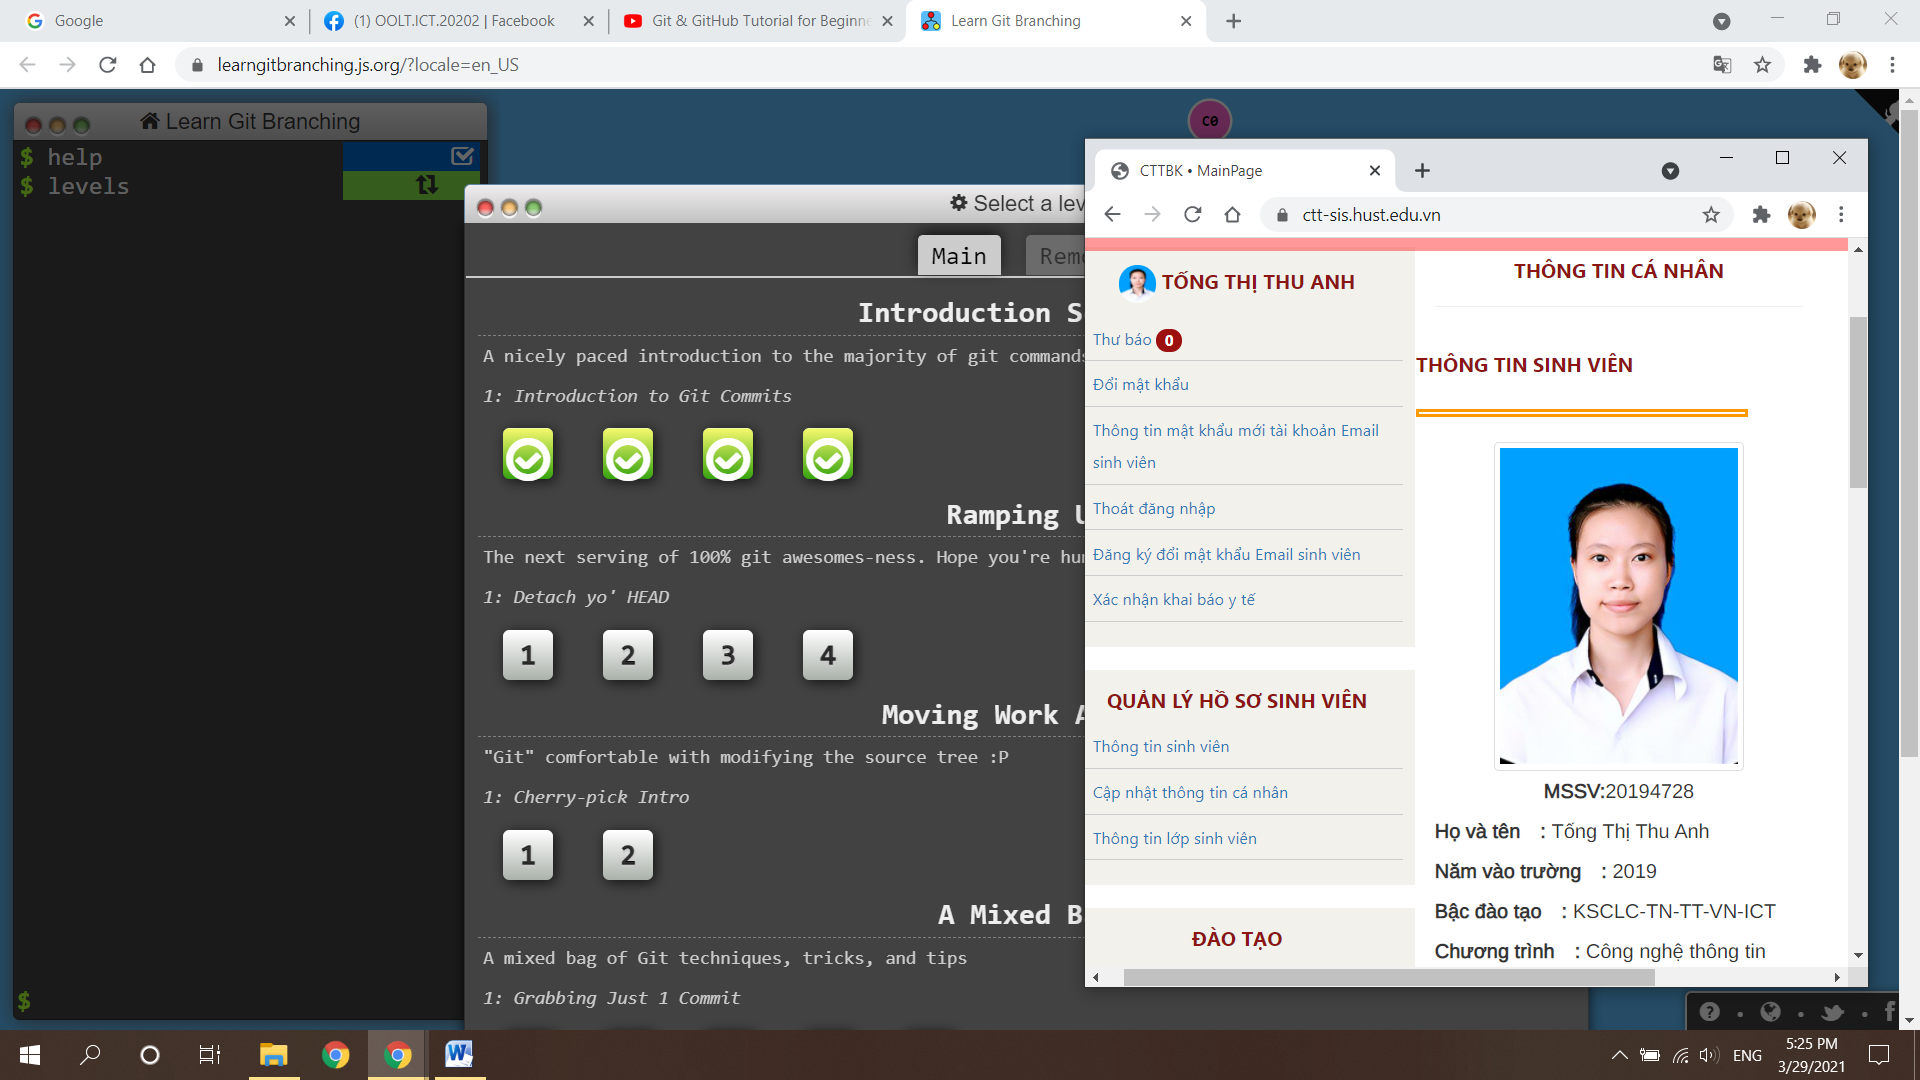 Google
(1) OOLT.ICT.20202 | Facebook
Git & GitHub Tutorial for Beginne
Learn Git Branching
learngitbranching.js.org/?locale=en_US
Learn Git Branching
$ help
$ levels
$
C0
Select a lev
Main
Rem
Introduction S
A nicely paced introduction to the majority of git commands
1: Introduction to Git Commits
Ramping U
The next serving of 100% git awesomes-ness. Hope you're hun
1: Detach yo' HEAD
1 2 3 4
Moving Work A
"Git" comfortable with modifying the source tree :P
1: Cherry-pick Intro
1 2
A Mixed B
A mixed bag of Git techniques, tricks, and tips
1: Grabbing Just 1 Commit
CTTBK • MainPage
ctt-sis.hust.edu.vn
TỐNG THỊ THU ANH
Thư báo 0
Đổi mật khẩu
Thông tin mật khẩu mới tài khoản Email
sinh viên
Thoát đăng nhập
Đăng ký đổi mật khẩu Email sinh viên
Xác nhận khai báo y tế
QUẢN LÝ HỒ SƠ SINH VIÊN
Thông tin sinh viên
Cập nhật thông tin cá nhân
Thông tin lớp sinh viên
ĐÀO TẠO
THÔNG TIN CÁ NHÂN
THÔNG TIN SINH VIÊN
MSSV:20194728
Họ và tên : Tống Thị Thu Anh
Năm vào trường : 2019
Bậc đào tạo : KSCLC-TN-TT-VN-ICT
Chương trình : Công nghệ thông tin
ENG
5:25 PM
3/29/2021